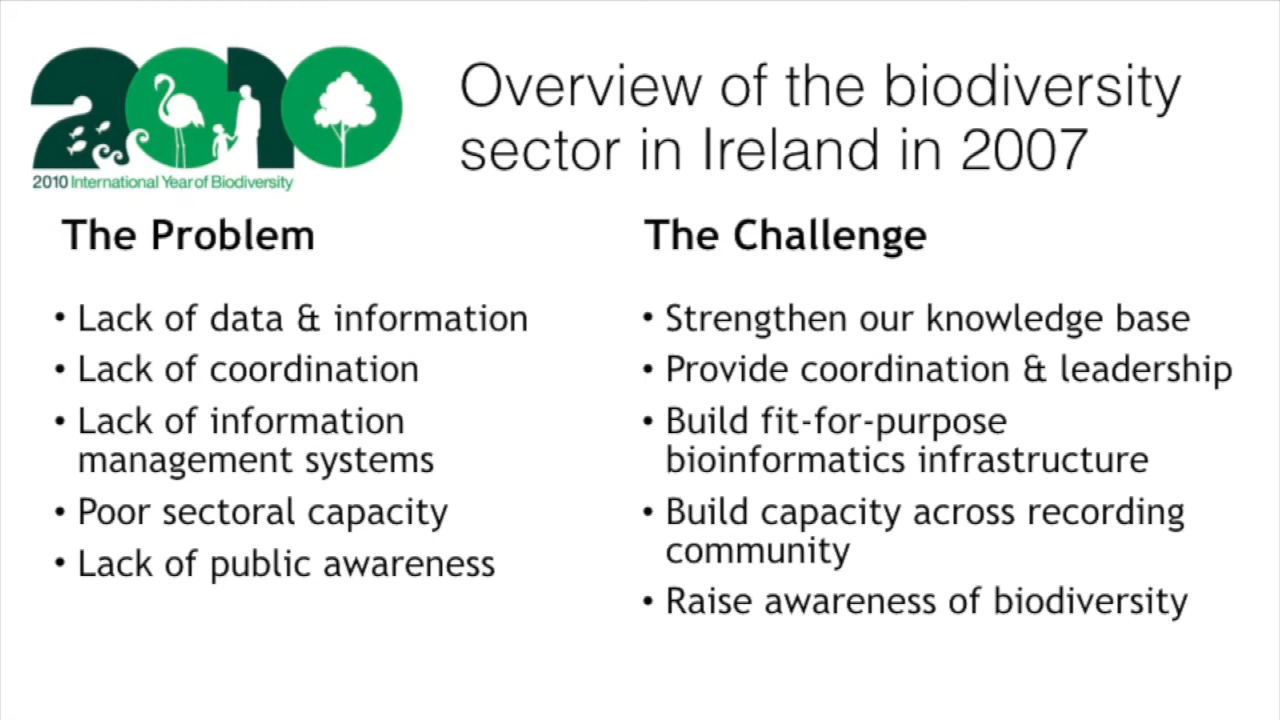 2010
2010 International Year of Biodiversity
Overview of the biodiversity
sector in Ireland in 2007
The Problem
• Lack of data & information
• Lack of coordination
• Lack of information
management systems
• Poor sectoral capacity
• Lack of public awareness
The Challenge
• Strengthen our knowledge base
• Provide coordination & leadership
• Build fit-for-purpose
bioinformatics infrastructure
• Build capacity across recording
community
• Raise awareness of biodiversity